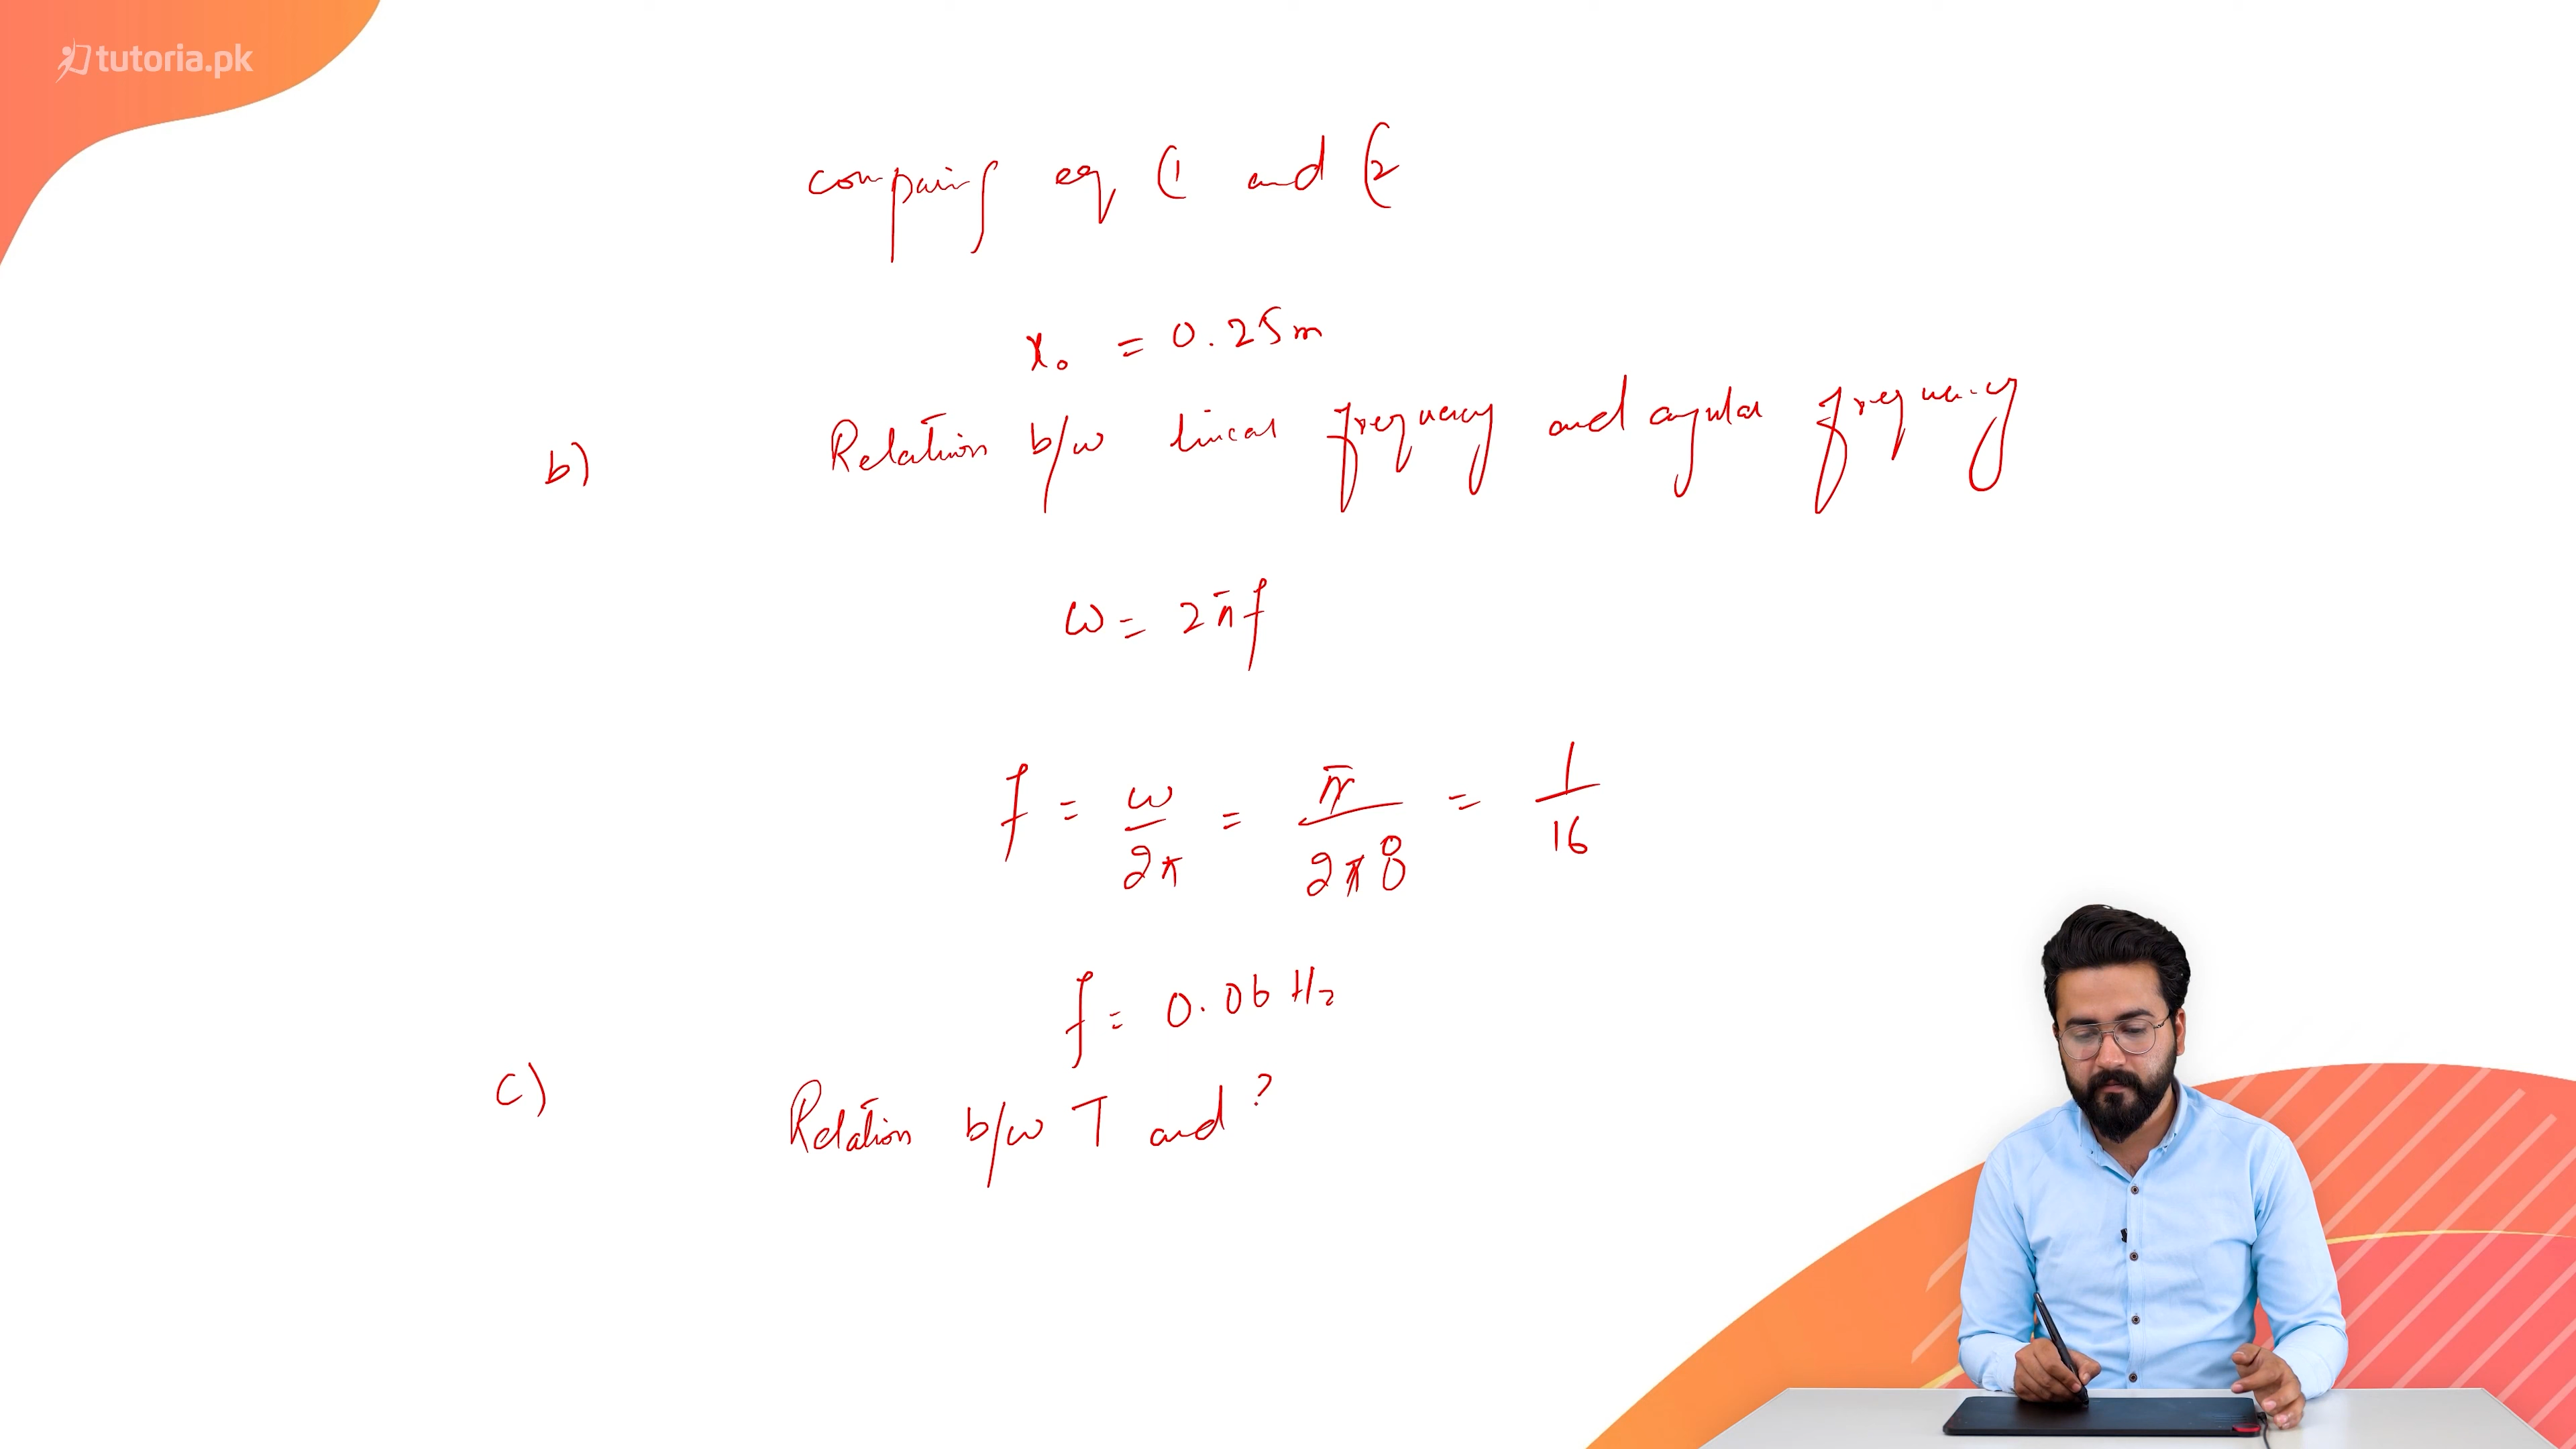 tutoria.pk
comparing eq (1 and (2
x₀ = 0.25m
b) Relation b/w linear frequency and angular frequency
ω = 2πf
f = ω/2π = π/2π8 = 1/16
f = 0.06 Hz
c) Relation b/w T and ?